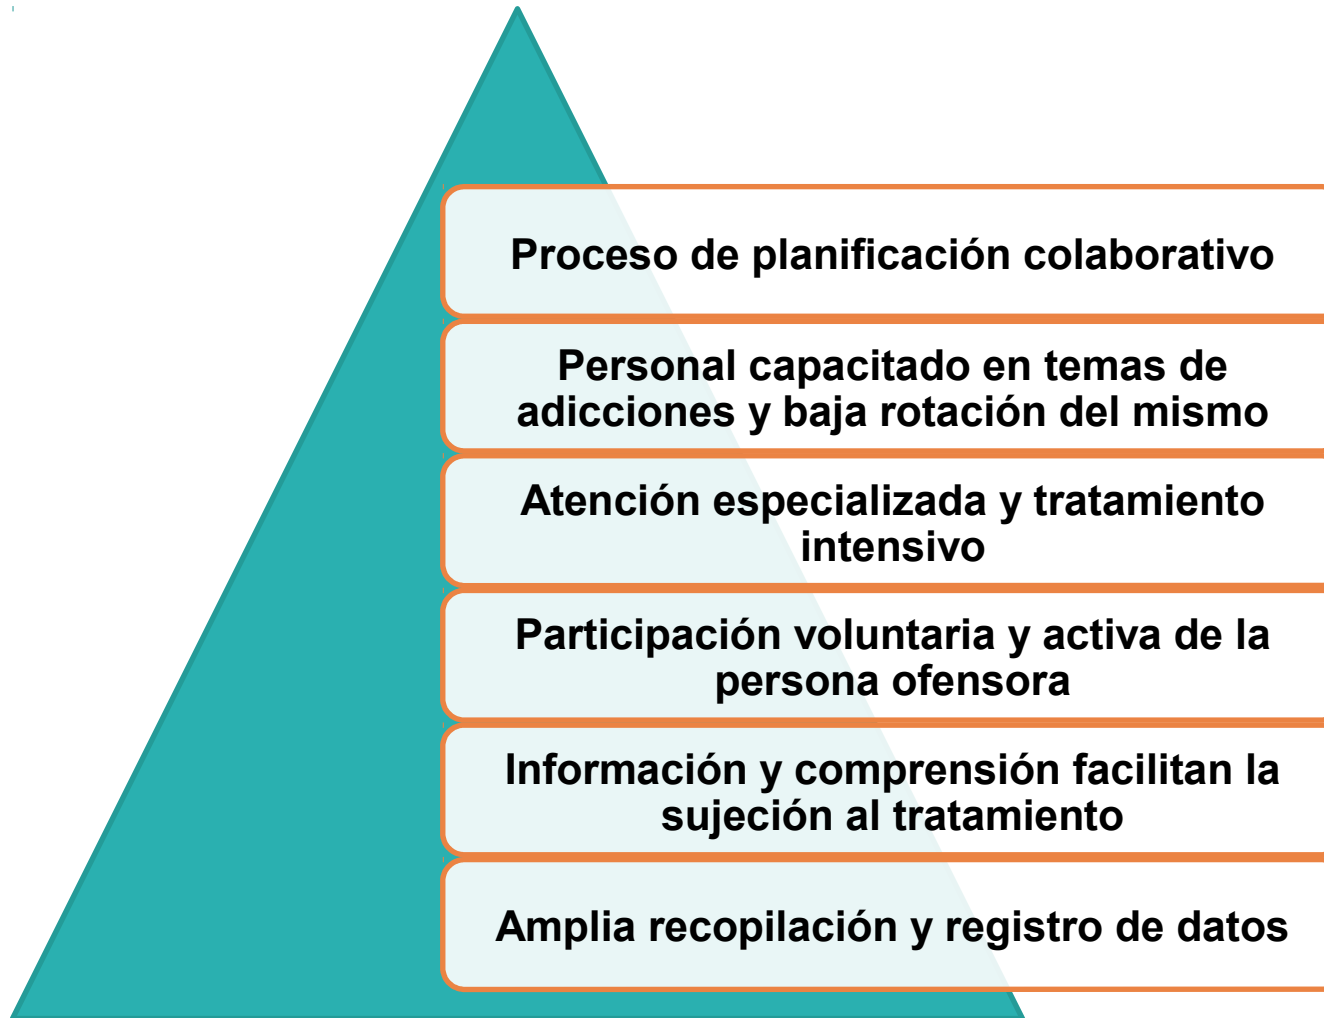 Proceso de planificación colaborativo
Personal capacitado en temas de
adicciones y baja rotación del mismo
Atención especializada y tratamiento
intensivo
Participación voluntaria y activa de la
persona ofensora
Información y comprensión facilitan la
sujeción al tratamiento
Amplia recopilación y registro de datos